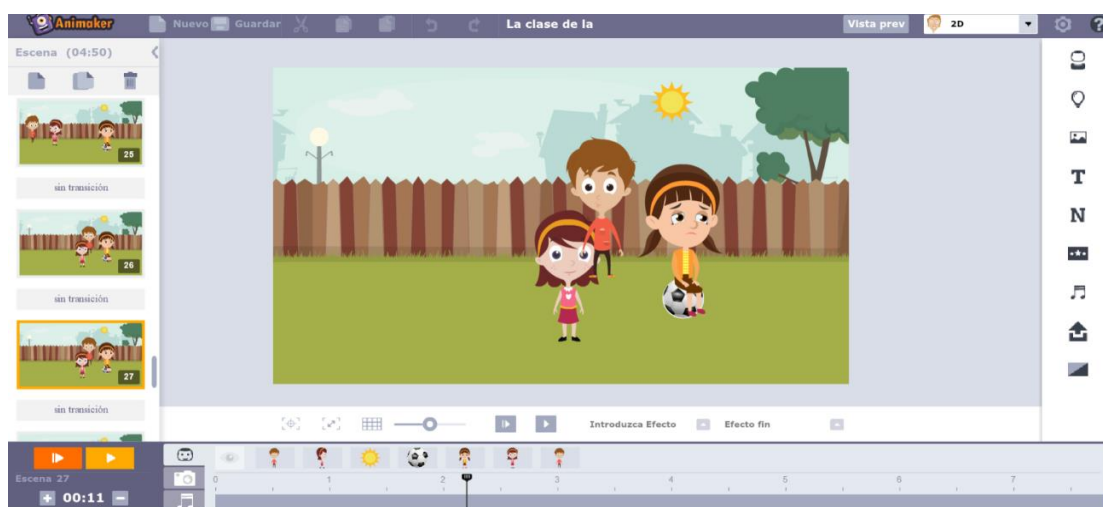 Animaker
Nuevo Guardar La clase de la Vista prev 2D ?
Escena (04:50)
25
sin transición
26
sin transición
27
sin transición
T
N
Introduzca Efecto Efecto fin
Escena 27
00:11
0 1 2 3 4 5 6 7